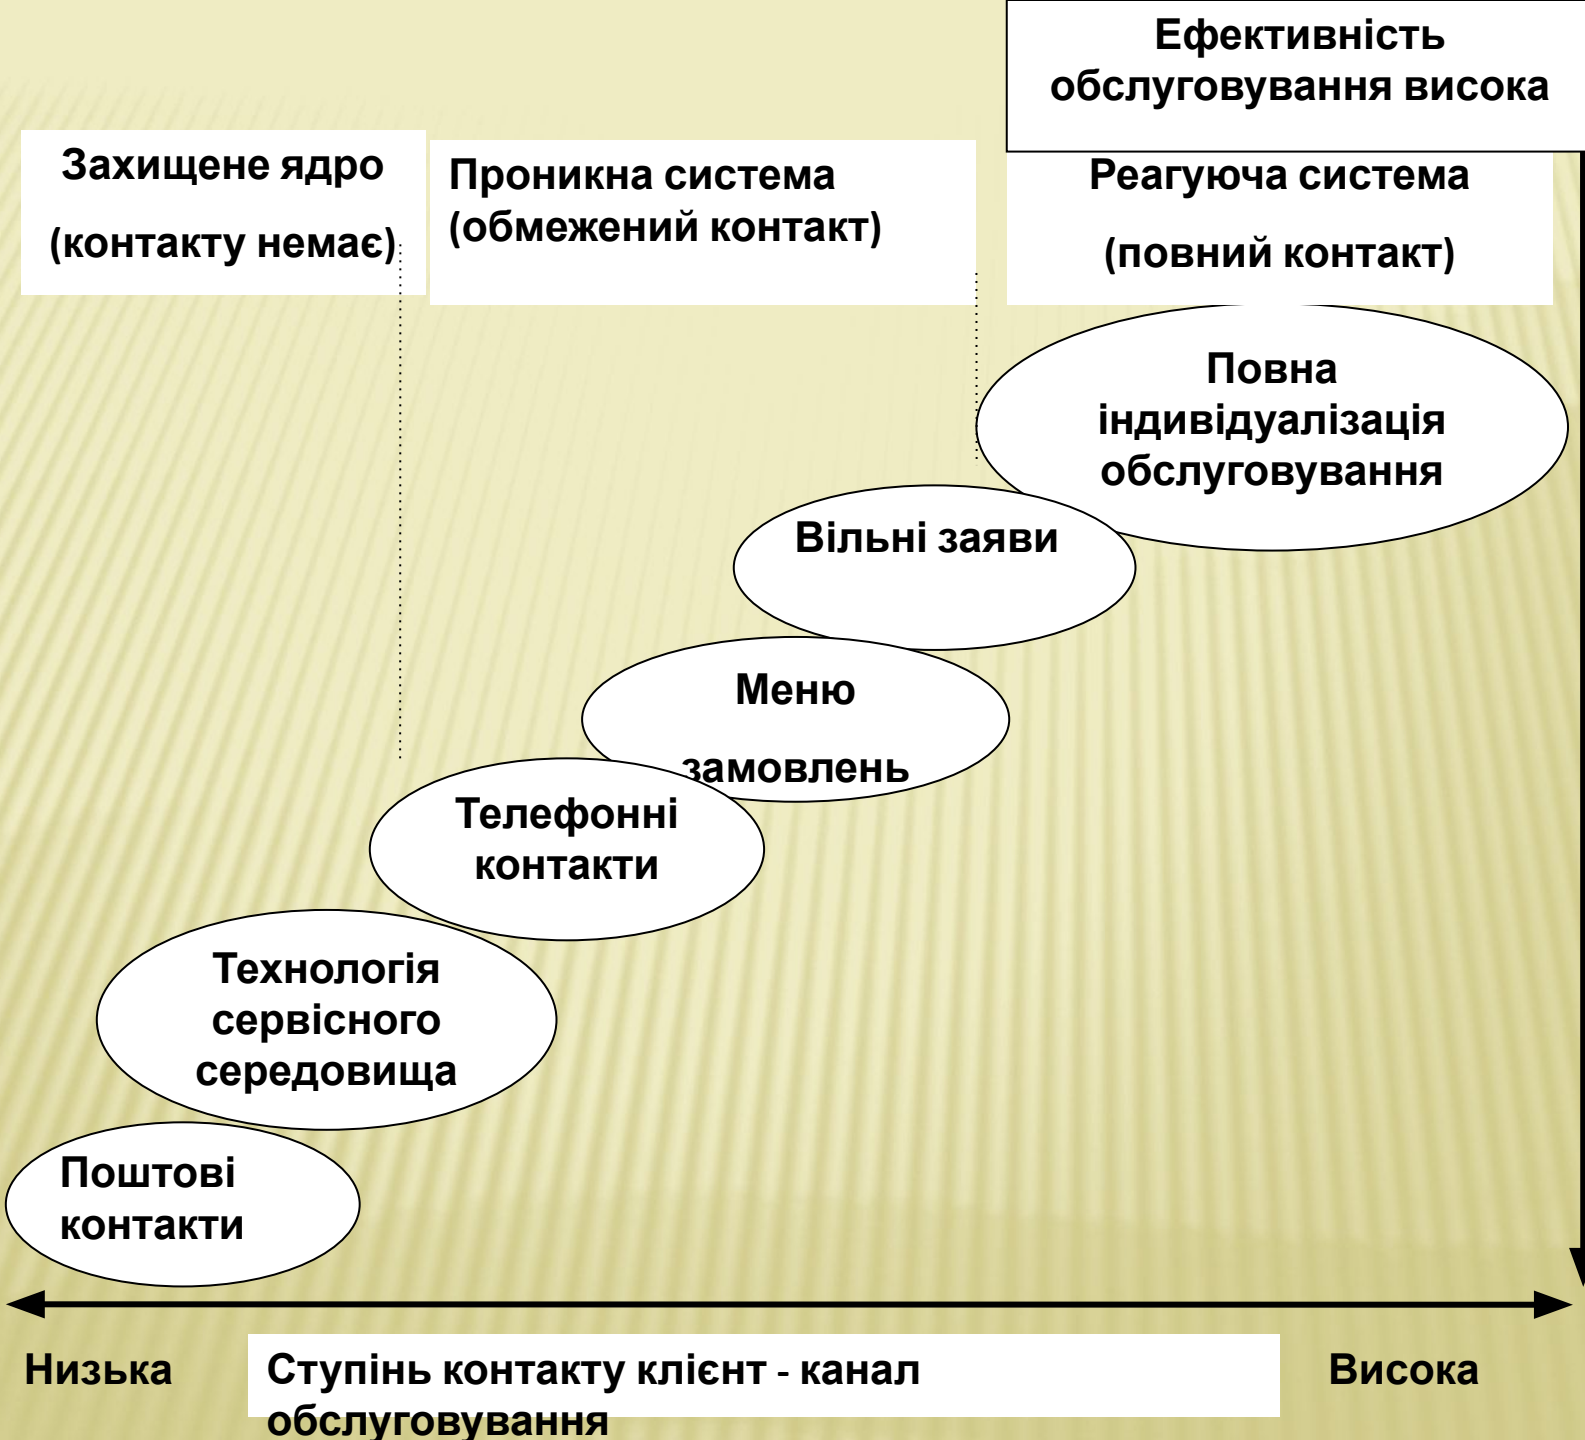 Ефективність
обслуговування висока
Захищене ядро
(контакту немає)
Проникна система
(обмежений контакт)
Реагуюча система
(повний контакт)
Повна
індивідуалізація
обслуговування
Вільні заяви
Меню
замовлень
Телефонні
контакти
Технологія
сервісного
середовища
Поштові
контакти
Низька
Ступінь контакту клієнт - канал
обслуговування
Висока